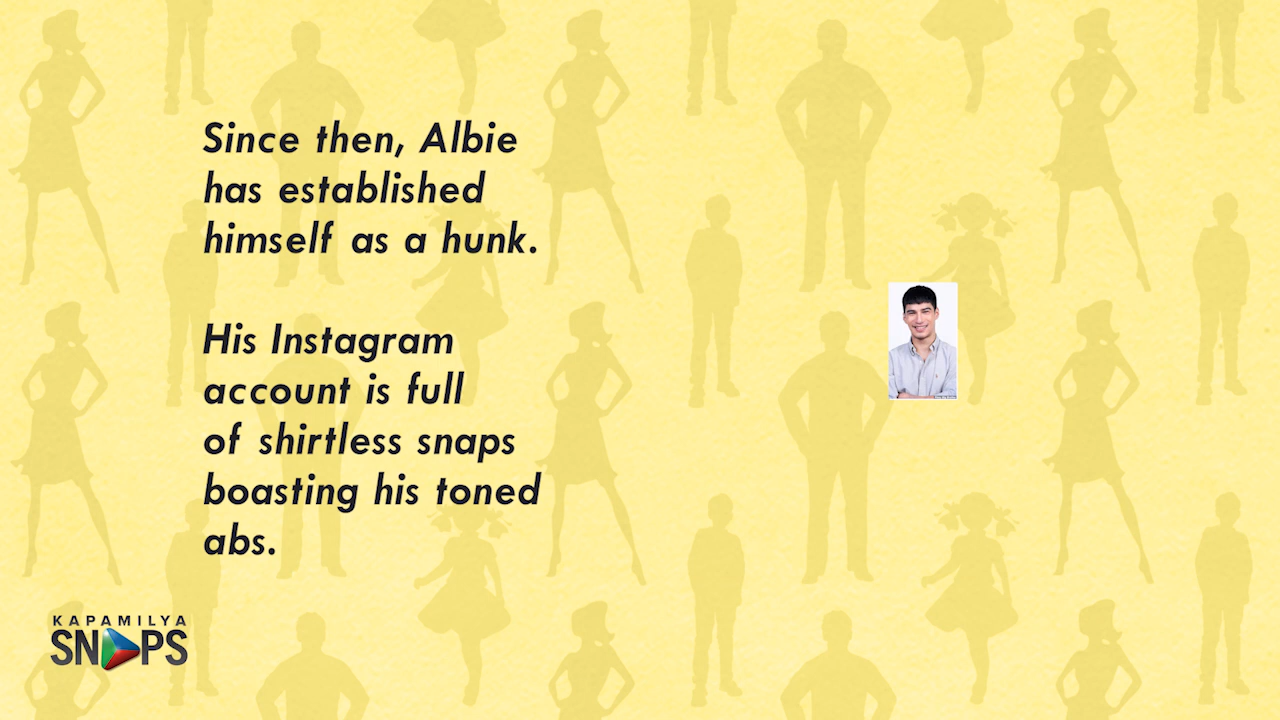 Since then, Albie
has established
himself as a hunk.
His Instagram
account is full
of shirtless snaps
boasting his toned
abs.
KAPAMILYA
SNAPS